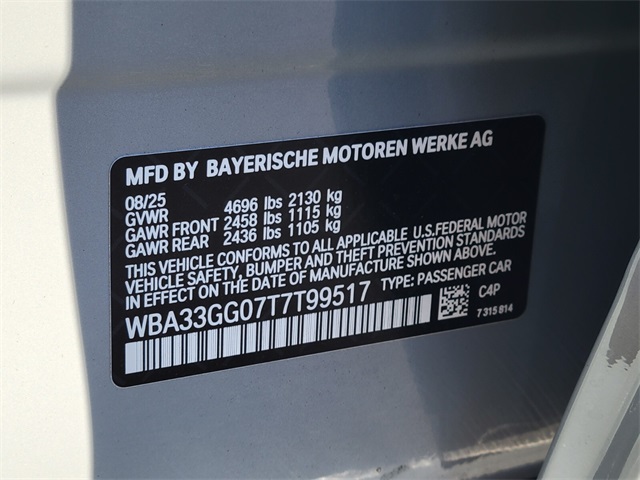 MFD BY BAYERISCHE MOTOREN WERKE AG
08/25
GVWR 4696 lbs 2130 kg
GAWR FRONT 2458 lbs 1115 kg
GAWR REAR 2436 lbs 1105 kg
THIS VEHICLE CONFORMS TO ALL APPLICABLE U.S.FEDERAL MOTOR
VEHICLE SAFETY, BUMPER AND THEFT PREVENTION STANDARDS
IN EFFECT ON THE DATE OF MANUFACTURE SHOWN ABOVE.
WBA33GG07T7T99517 TYPE: PASSENGER CAR
C4P
7 315 814